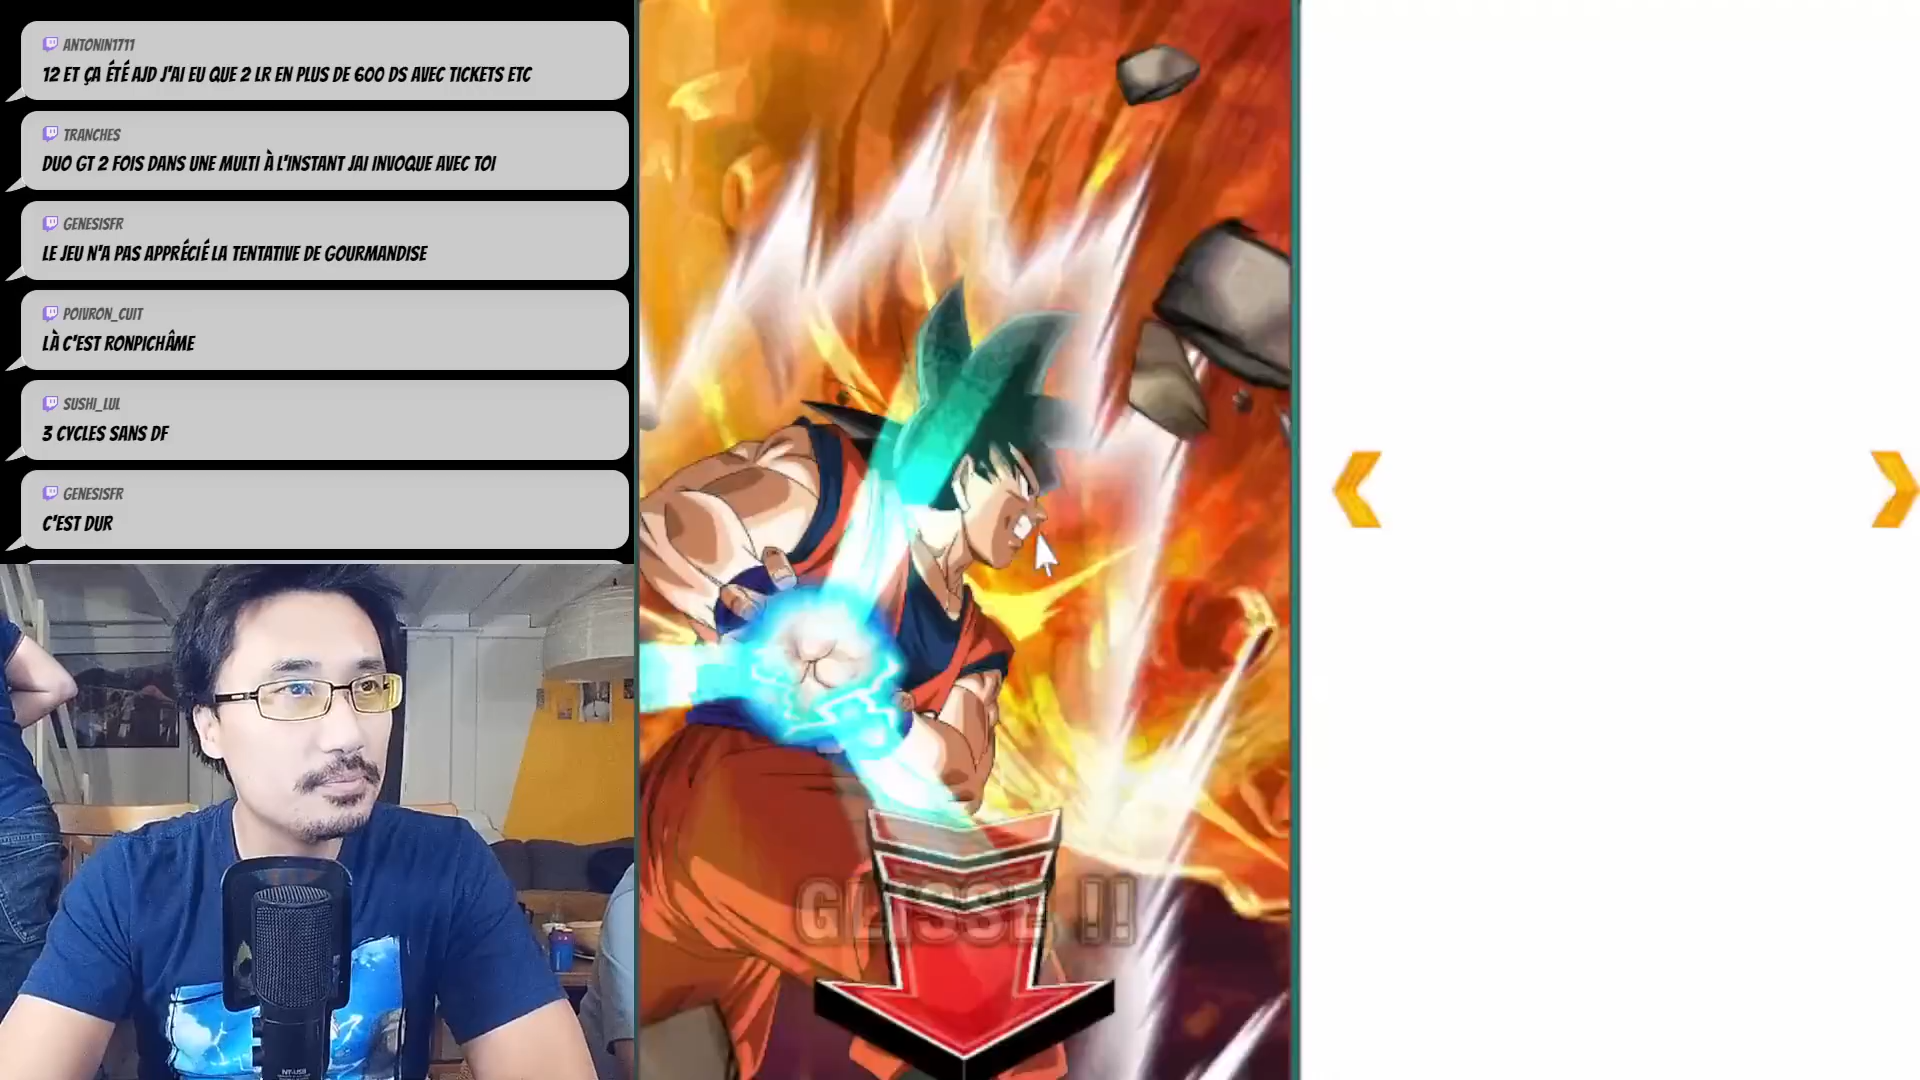 ANTONIN1711
12 ET ÇA ÉTÉ AJD J'AI EU QUE 2 LR EN PLUS DE 600 DS AVEC TICKETS ETC
TRANCHES
DUO GT 2 FOIS DANS UNE MULTI À L'INSTANT JAI INVOQUE AVEC TOI
GENESISFR
LE JEU N'A PAS APPRÉCIÉ LA TENTATIVE DE GOURMANDISE
POIVRON_CUIT
LÀ C'EST RONPICHÂME
SUSHI_LUL
3 CYCLES SANS DF
GENESISFR
C'EST DUR
GLISSE !!